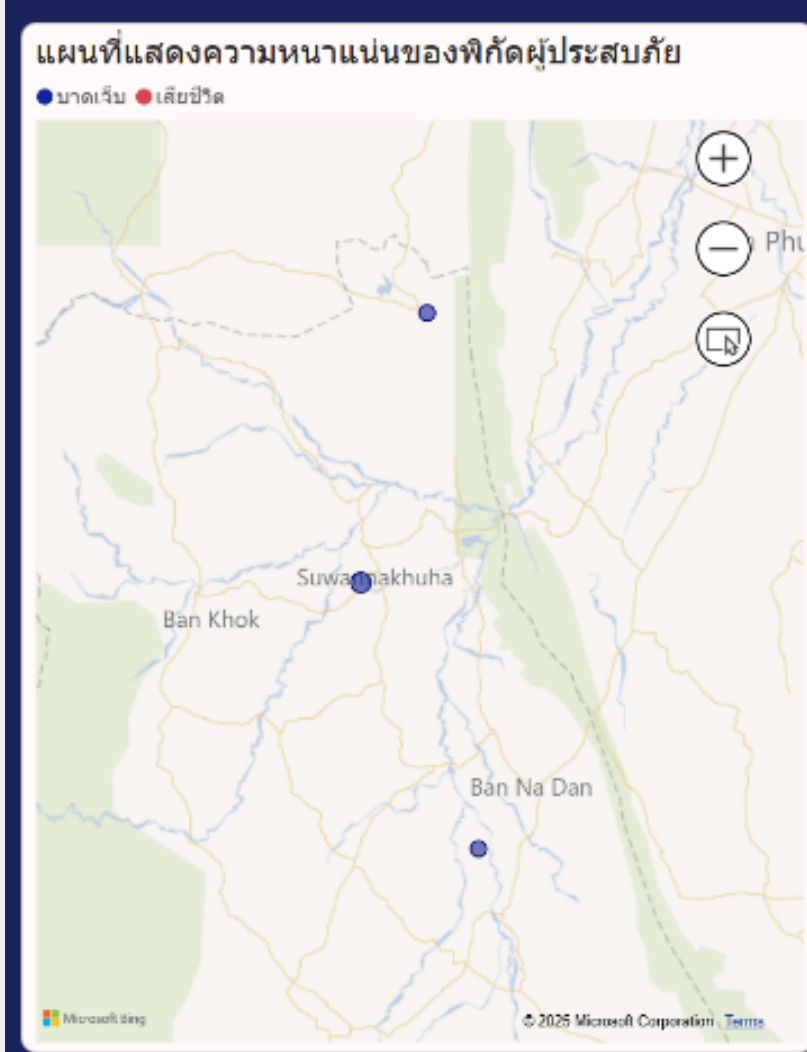 แผนที่แสดงความหนาแน่นของพิกัดผู้ประสบภัย
บาดเจ็บ เสียชีวิต
Phu
Suwannakhuha
Ban Khok
Ban Na Dan
Microsoft Bing
© 2025 Microsoft Corporation Terms